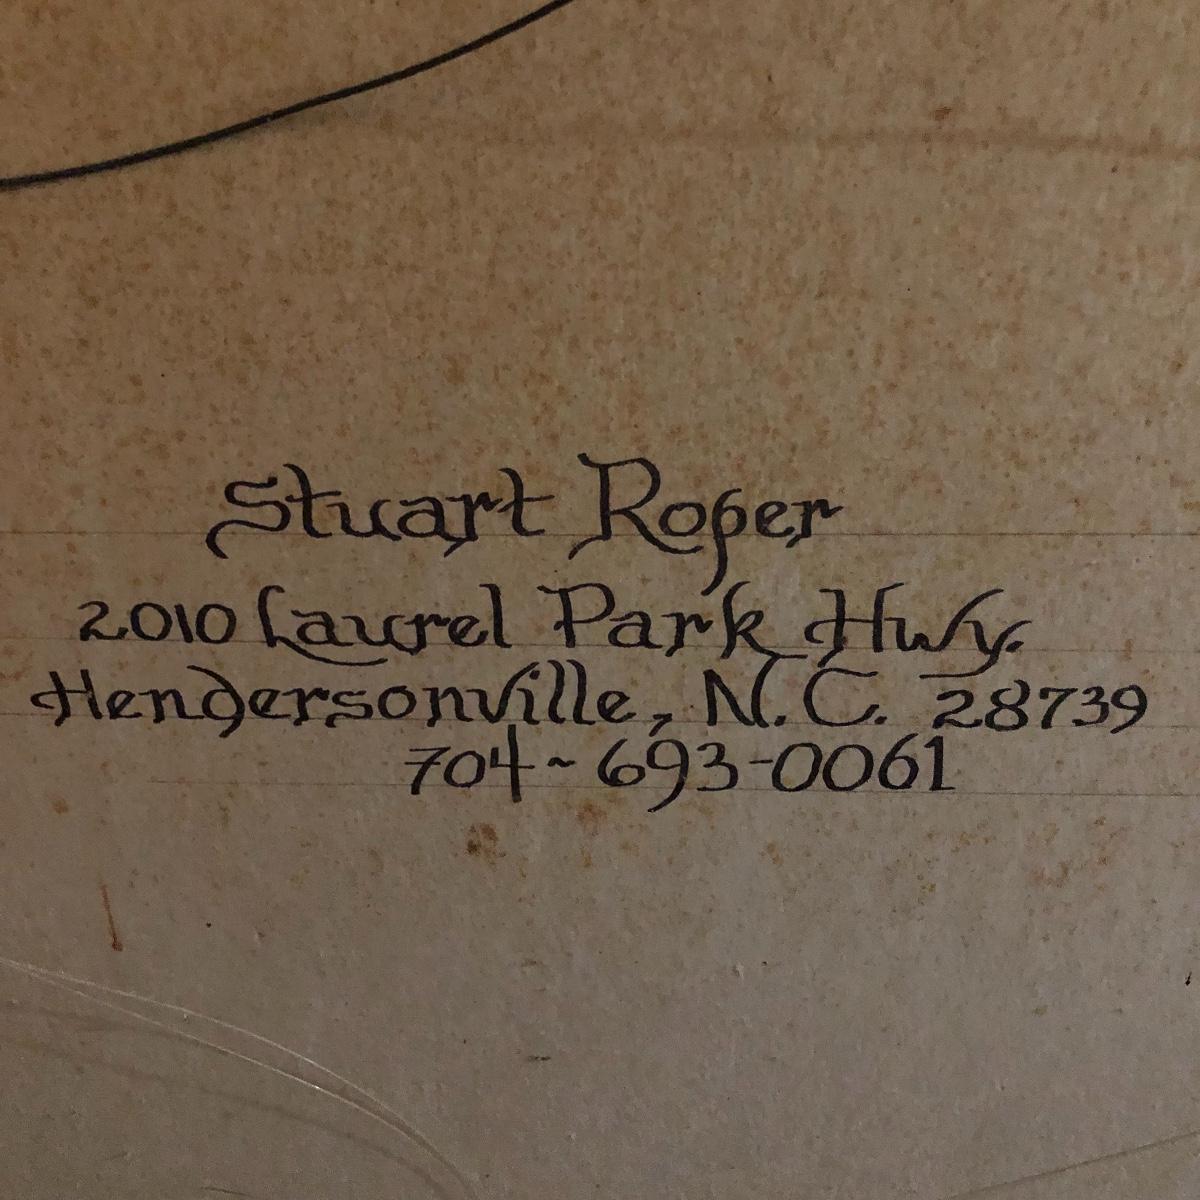 Stuart Roper
2010 Laurel Park Hwy.
Hendersonville, N.C. 28739
704~693-0061